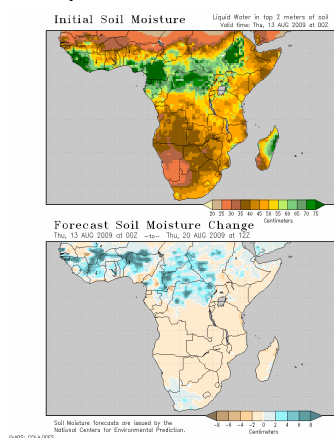 Initial Soil Moisture
Liquid Water in top 2 meters of soil
Valid time: Thu, 13 AUG 2009 at 00Z
20 25 30 35 40 45 50 55 60 65 70 75
Centimeters
Forecast Soil Moisture Change
Thu, 13 AUG 2009 at 00Z -to- Thu, 20 AUG 2009 at 12Z
-8 -6 -4 -2 0 2 4 6 8
Centimeters
Soil Moisture forecasts are issued by the
National Centers for Environmental Prediction.